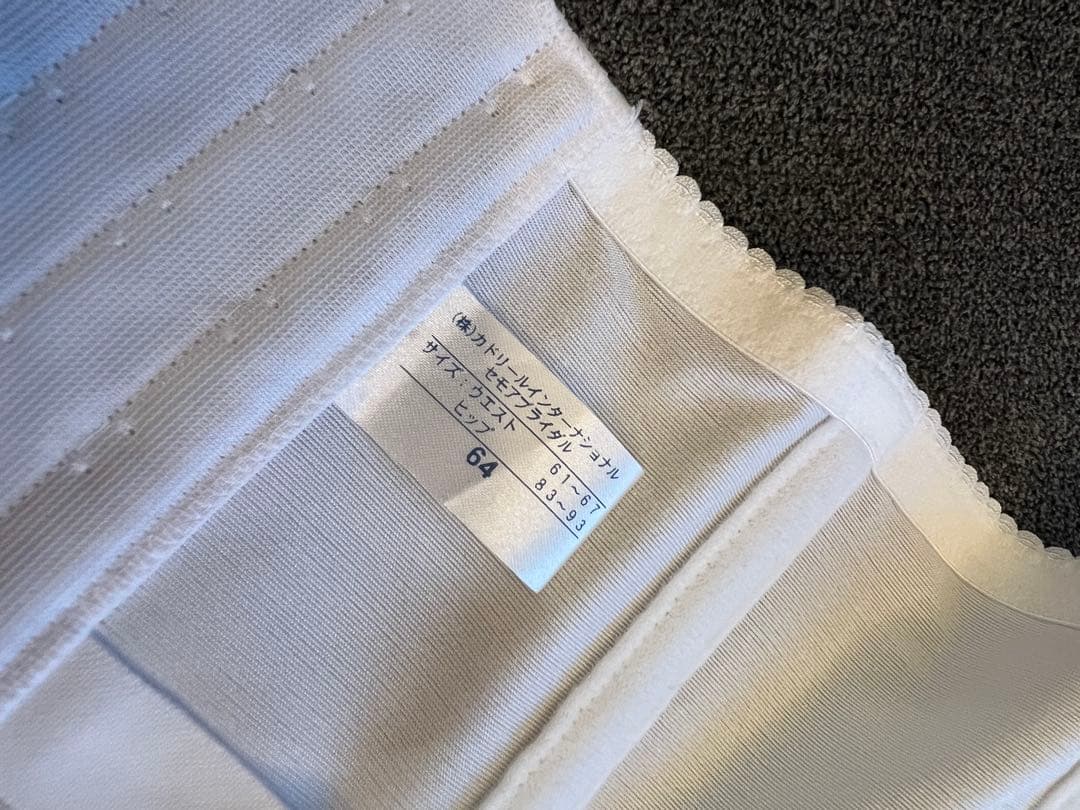 (株)カドリールインターナショナル
セモアブライダル
サイズ：ウエスト 61～67
ヒップ 83～93
64